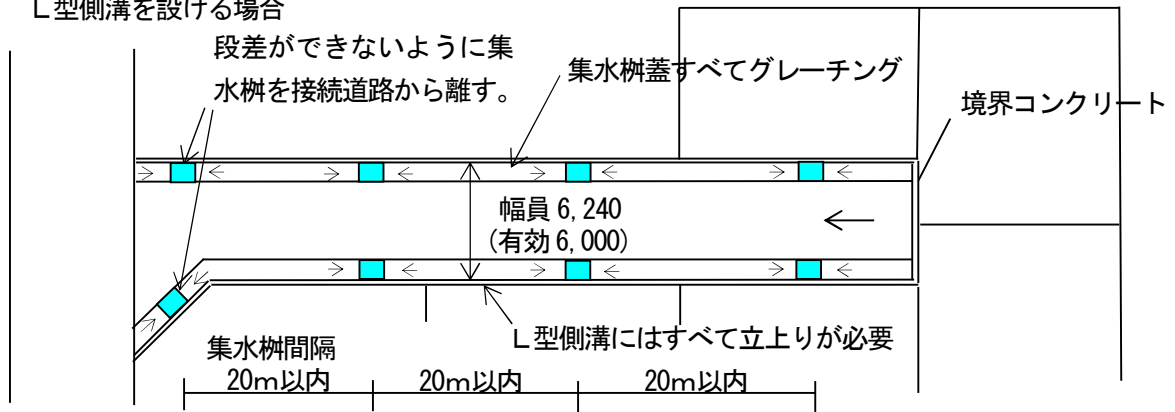 L型側溝を設ける場合
段差ができないように集
水桝を接続道路から離す。
集水桝蓋すべてグレーチング
境界コンクリート
幅員 6,240
(有効 6,000)
L型側溝にはすべて立上りが必要
集水桝間隔
20m以内
20m以内
20m以内